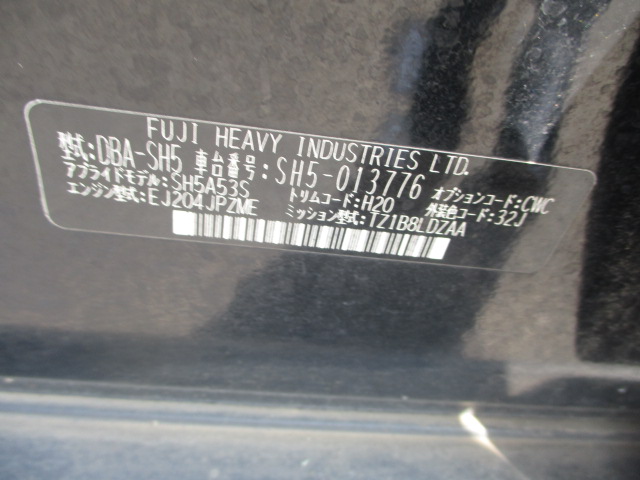 FUJI HEAVY INDUSTRIES LTD.
型式:DBA-SH5 車台番号:SH5-013776
アプライドモデル:SH5A53S トリムコード:H20 オプションコード:CWC
エンジン型式:EJ204JPZME ミッション型式:TZ1B8LDZAA 外装色コード:32J